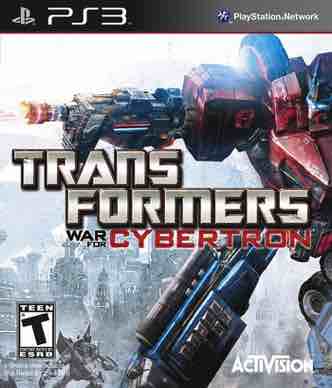 PS3
PlayStation Network
TRANS
FORMERS
WAR
FOR
CYBERTRON
TEEN
T
ESRB
ACTIVISION